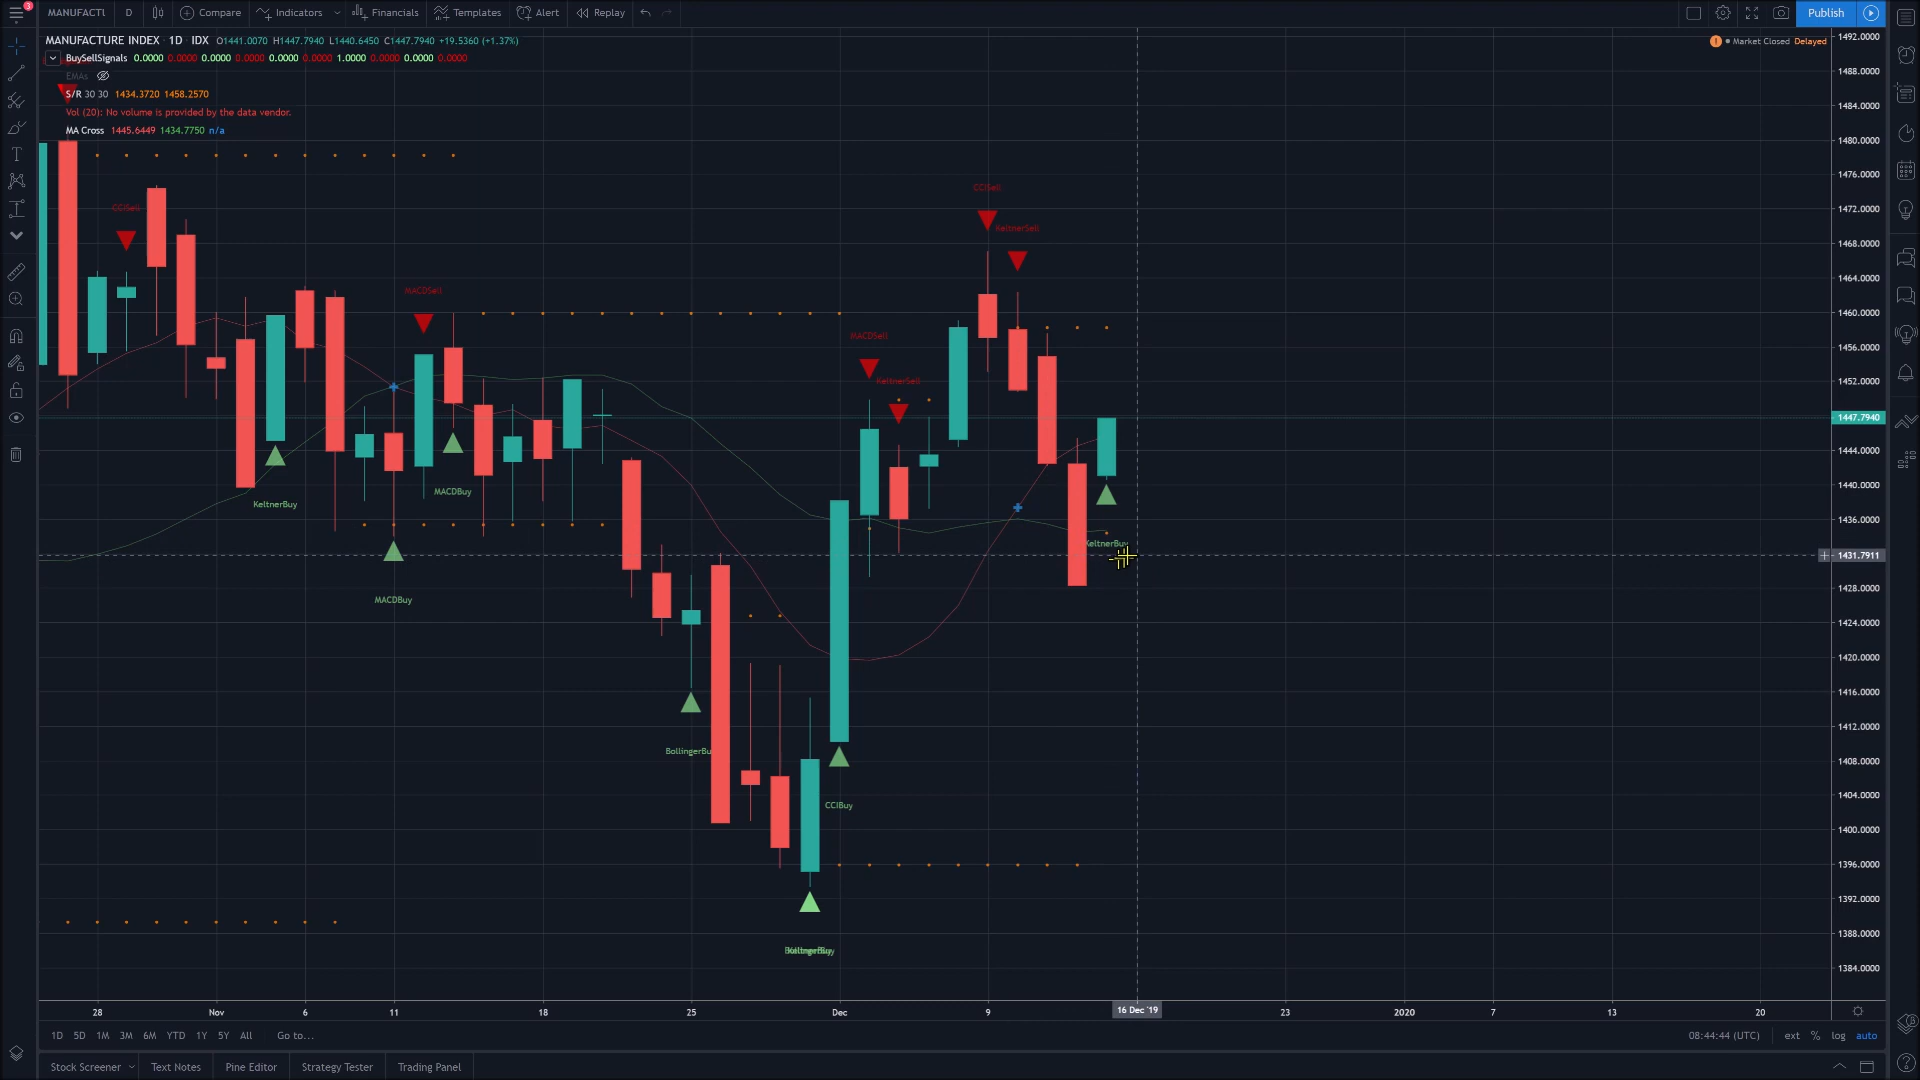 MANUFACTL D Compare Indicators Financials Templates Alert Replay Publish
3
MANUFACTURE INDEX · 1D · IDX O1441.0070 H1447.7940 L1440.6450 C1447.7940 +19.5360 (+1.37%)
! Market Closed Delayed
BuySellSignals 0.0000 0.0000 0.0000 0.0000 0.0000 0.0000 1.0000 0.0000 0.0000 0.0000
EMAs
S/R 30 30 1434.3720 1458.2570
Vol (20): No volume is provided by the data vendor.
MA Cross 1445.6449 1434.7750 n/a
1492.0000
1488.0000
1484.0000
1480.0000
1476.0000
1472.0000
1468.0000
1464.0000
1460.0000
1456.0000
1452.0000
1447.7940
1444.0000
1440.0000
1436.0000
1431.7911
1428.0000
1424.0000
1420.0000
1416.0000
1412.0000
1408.0000
1404.0000
1400.0000
1396.0000
1392.0000
1388.0000
1384.0000
CCISell
CCISell
KeltnerSell
MACDSell
MACDSell
KeltnerSell
MACDBuy
KeltnerBuy
KeltnerBuy
MACDBuy
BollingerBu
CCIBuy
28 Nov 6 11 18 25 Dec 9 16 Dec '19 23 2020 7 13 20
1D 5D 1M 3M 6M YTD 1Y 5Y All Go to... 08:44:44 (UTC) ext % log auto
Stock Screener Text Notes Pine Editor Strategy Tester Trading Panel